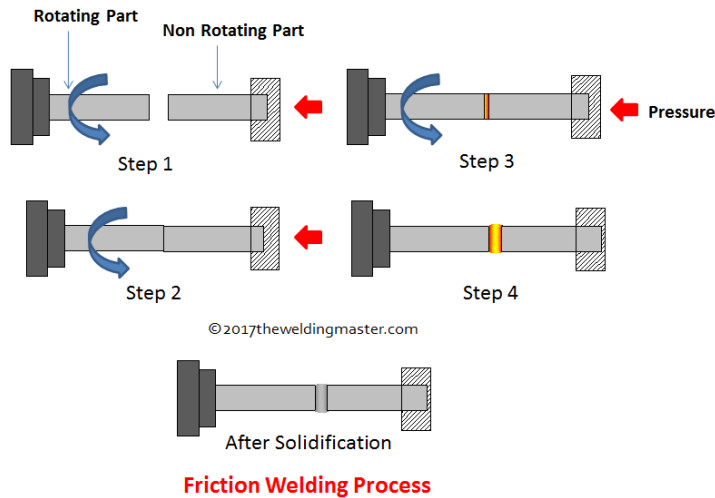 Rotating Part
Non Rotating Part
Step 1
Pressure
Step 3
Step 2
Step 4
©2017theweldingmaster.com
After Solidification
Friction Welding Process